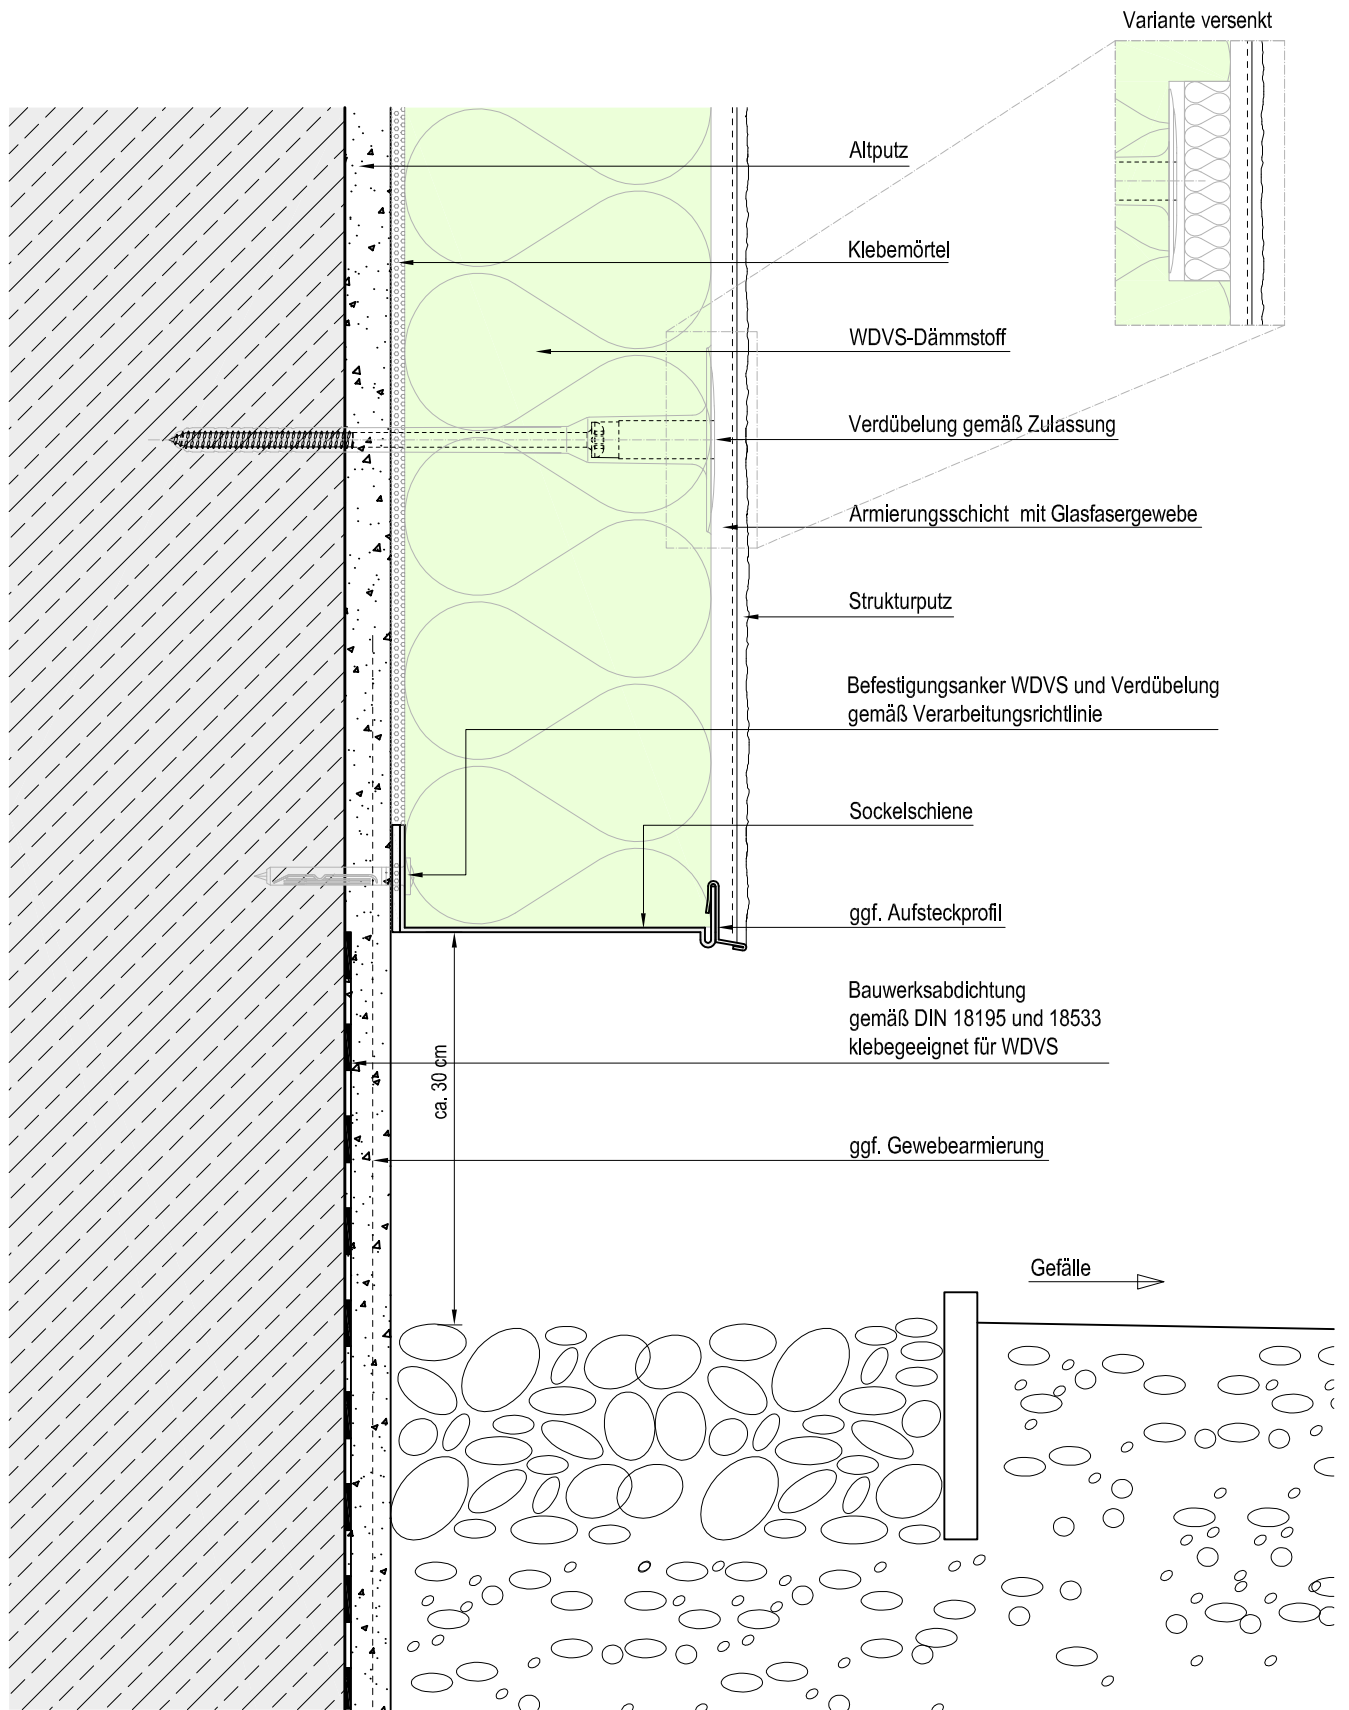 Variante versenkt
Altputz
Klebemörtel
WDVS-Dämmstoff
Verdübelung gemäß Zulassung
Armierungsschicht mit Glasfasergewebe
Strukturputz
Befestigungsanker WDVS und Verdübelung
gemäß Verarbeitungsrichtlinie
Sockelschiene
ggf. Aufsteckprofil
Bauwerksabdichtung
gemäß DIN 18195 und 18533
klebegeeignet für WDVS
ca. 30 cm
ggf. Gewebearmierung
Gefälle